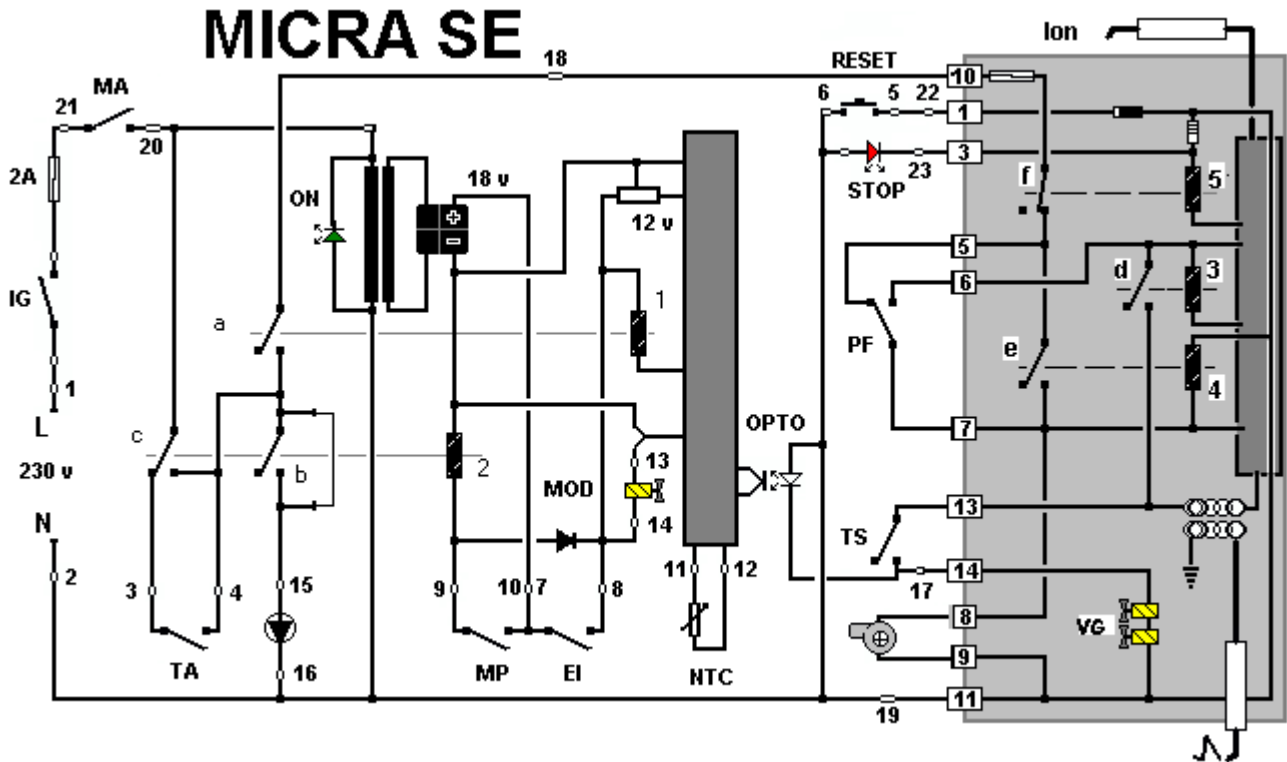 MICRA SE
Ion
18
RESET
10
MA
21
6
5
22
1
20
2A
ON
18 v
3
STOP
23
f
5
12 v
5
6
d
3
IG
a
1
PF
e
4
1
L
c
OPTO
7
230 v
b
2
13
MOD
14
N
TS
13
11
12
17
14
2
3
4
15
9
10
7
8
8
VG
9
TA
16
MP
EI
NTC
19
11